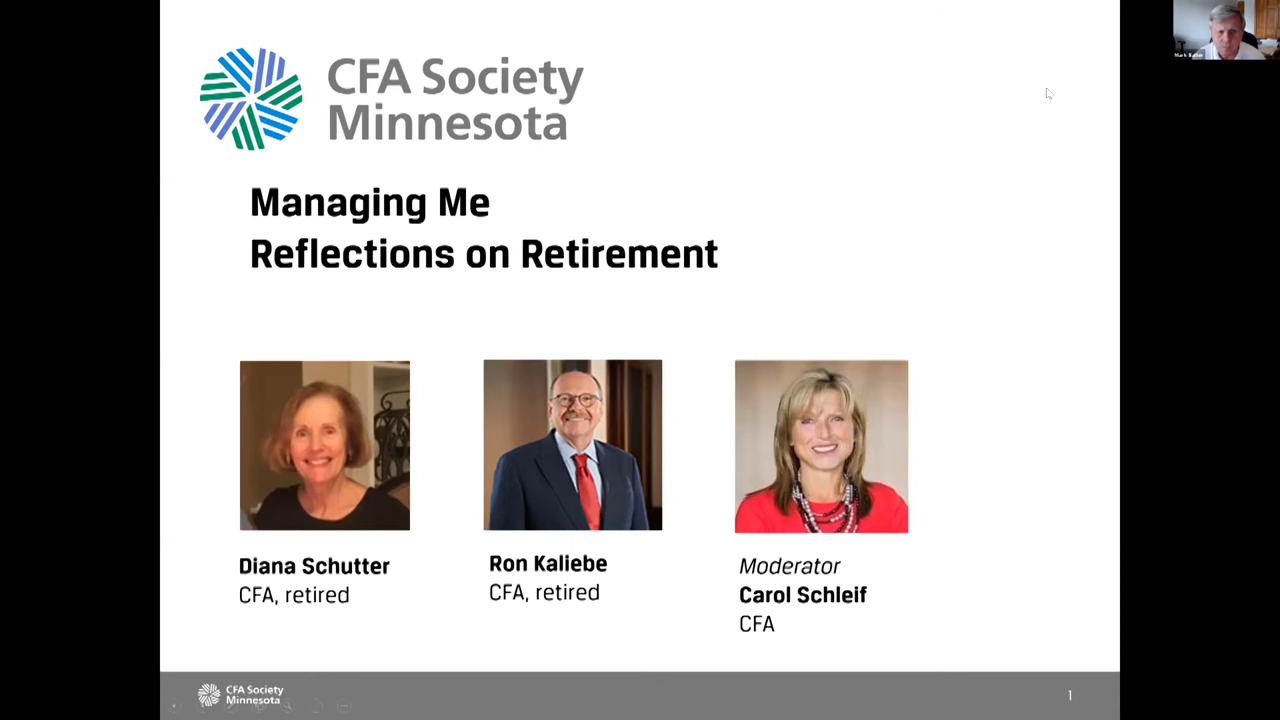 CFA Society
Minnesota
Managing Me
Reflections on Retirement
Diana Schutter
CFA, retired
Ron Kaliebe
CFA, retired
Moderator
Carol Schleif
CFA
CFA Society
Minnesota
1
Mark